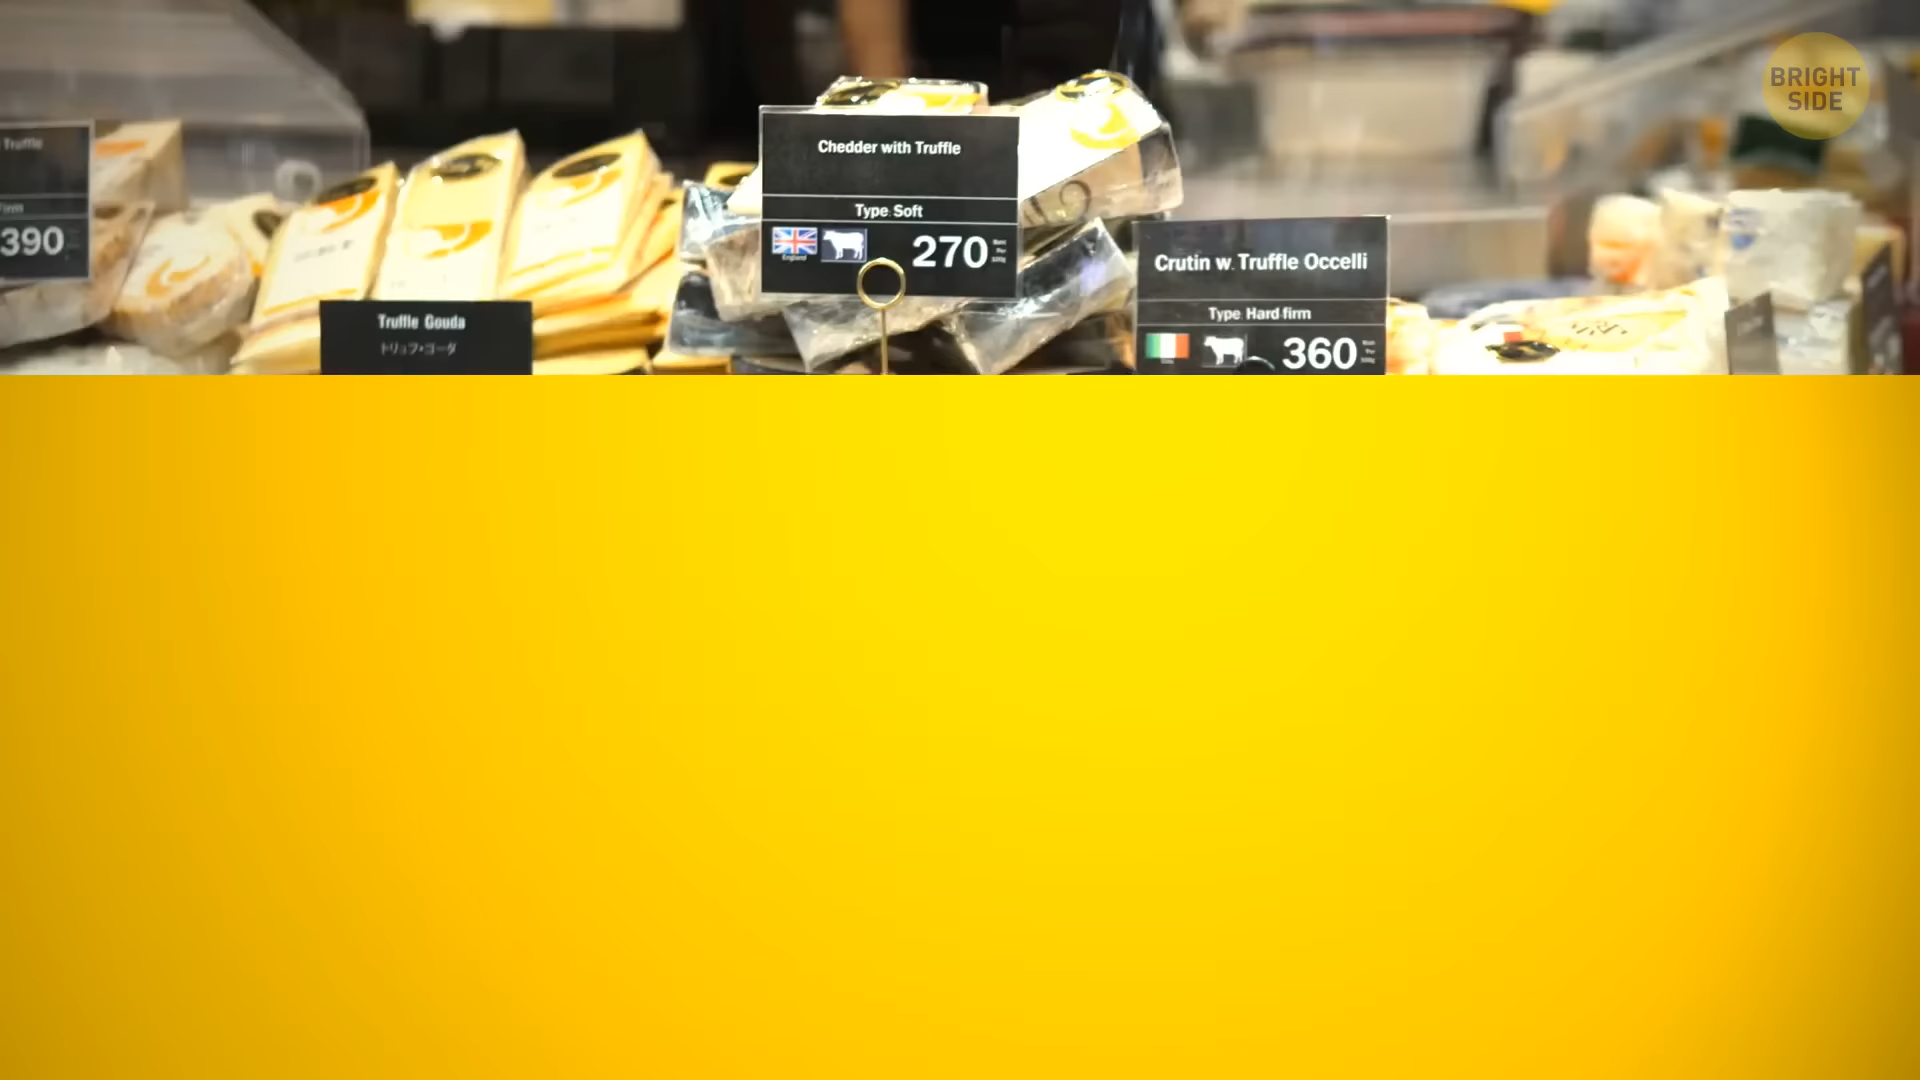 Truffle
390
Truffle Gouda
トリュフ・ゴーダ
Chedder with Truffle
Type Soft
England
270
Crutin w. Truffle Occelli
Type Hard firm
360
BRIGHT
SIDE